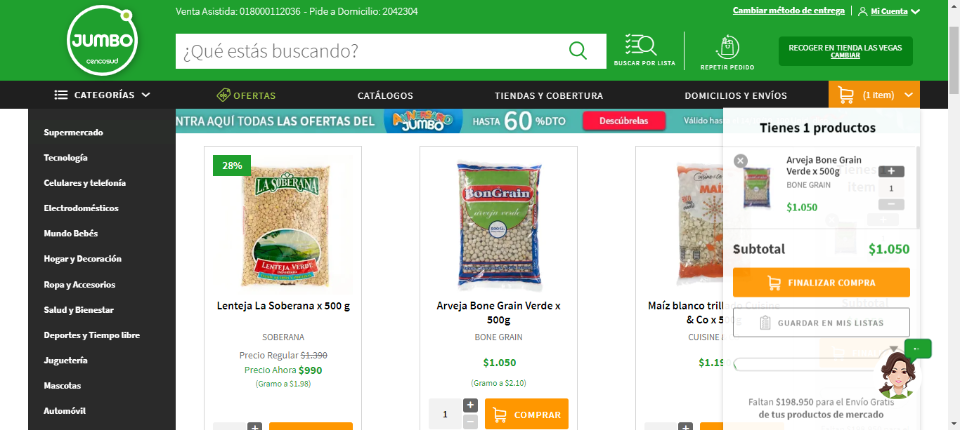 Venta Asistida: 018000112036 - Pide a Domicilio: 2042304
Cambiar método de entrega
Mi Cuenta
JUMBO
cencosud
¿Qué estás buscando?
BUSCAR POR LISTA
REPETIR PEDIDO
RECOGER EN TIENDA LAS VEGAS
CAMBIAR
CATEGORÍAS
OFERTAS
CATÁLOGOS
TIENDAS Y COBERTURA
DOMICILIOS Y ENVÍOS
(1 Item)
NTRA AQUÍ TODAS LAS OFERTAS DEL
JUMBO
HASTA 60 %DTO
Descúbrelas
Válido hasta
Supermercado
Tecnología
Celulares y telefonía
Electrodomésticos
Mundo Bebés
Hogar y Decoración
Ropa y Accesorios
Salud y Bienestar
Deportes y Tiempo libre
Juguetería
Mascotas
Automóvil
28%
LA SOBERANA
LENTEJA VERDE
Lenteja La Soberana x 500 g
SOBERANA
Precio Regular $1.390
Precio Ahora $990
(Gramo a $1.98)
BonGrain
arveja verde
Arveja Bone Grain Verde x
500g
BONE GRAIN
$1.050
(Gramo a $2.10)
1
COMPRAR
MAIZ
Maíz blanco trill
& Co x 5
CUISINE &
$1.19
Tienes 1 productos
Arveja Bone Grain
Verde x 500g
BONE GRAIN
$1.050
1
Item
Subtotal
$1.050
FINALIZAR COMPRA
Subtotal
GUARDAR EN MIS LISTAS
Faltan $198.950 para el Envío Gratis
de tus productos de mercado